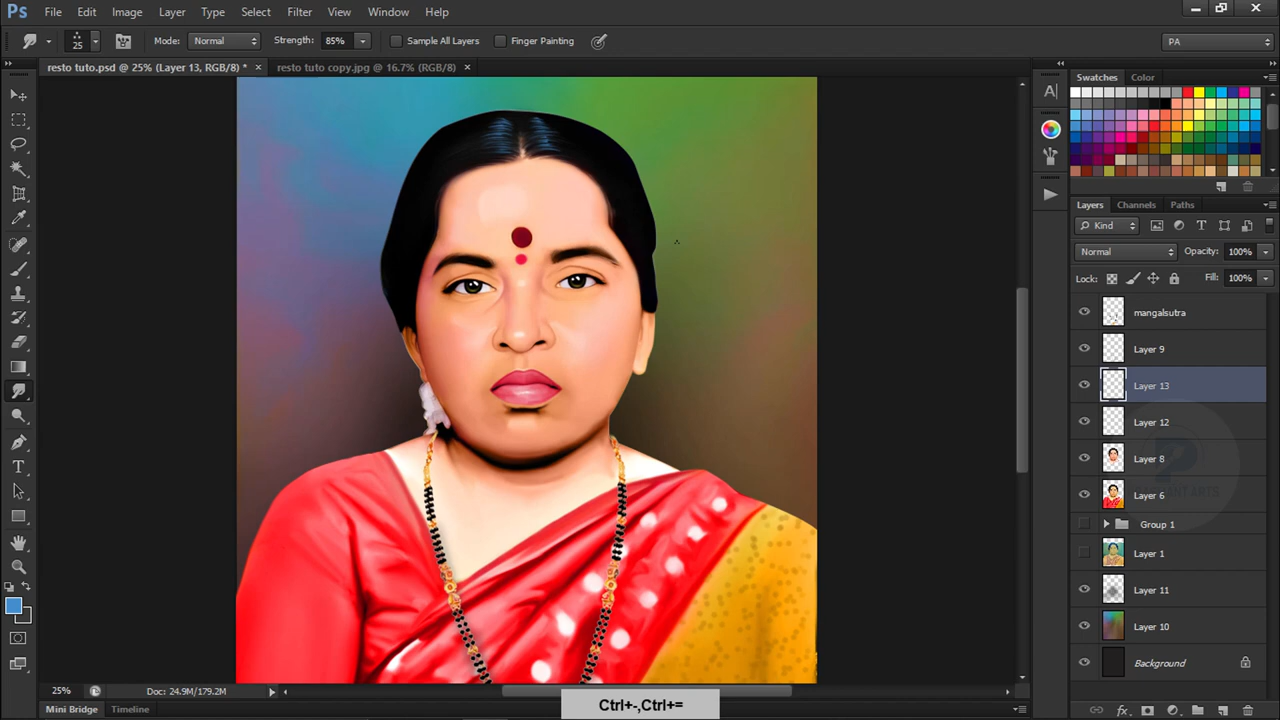 Ps File Edit Image Layer Type Select Filter View Window Help
25 Mode: Normal Strength: 85% Sample All Layers Finger Painting PA
resto tuto.psd @ 25% (Layer 13, RGB/8) * × resto tuto copy.jpg @ 16.7% (RGB/8) ×
Swatches Color
Layers Channels Paths
Kind
Normal Opacity: 100%
Lock: Fill: 100%
mangalsutra
Layer 9
Layer 13
Layer 12
Layer 8
Layer 6
Group 1
Layer 1
Layer 11
Layer 10
Background
25% Doc: 24.9M/179.2M
Ctrl+-,Ctrl+=
Mini Bridge Timeline